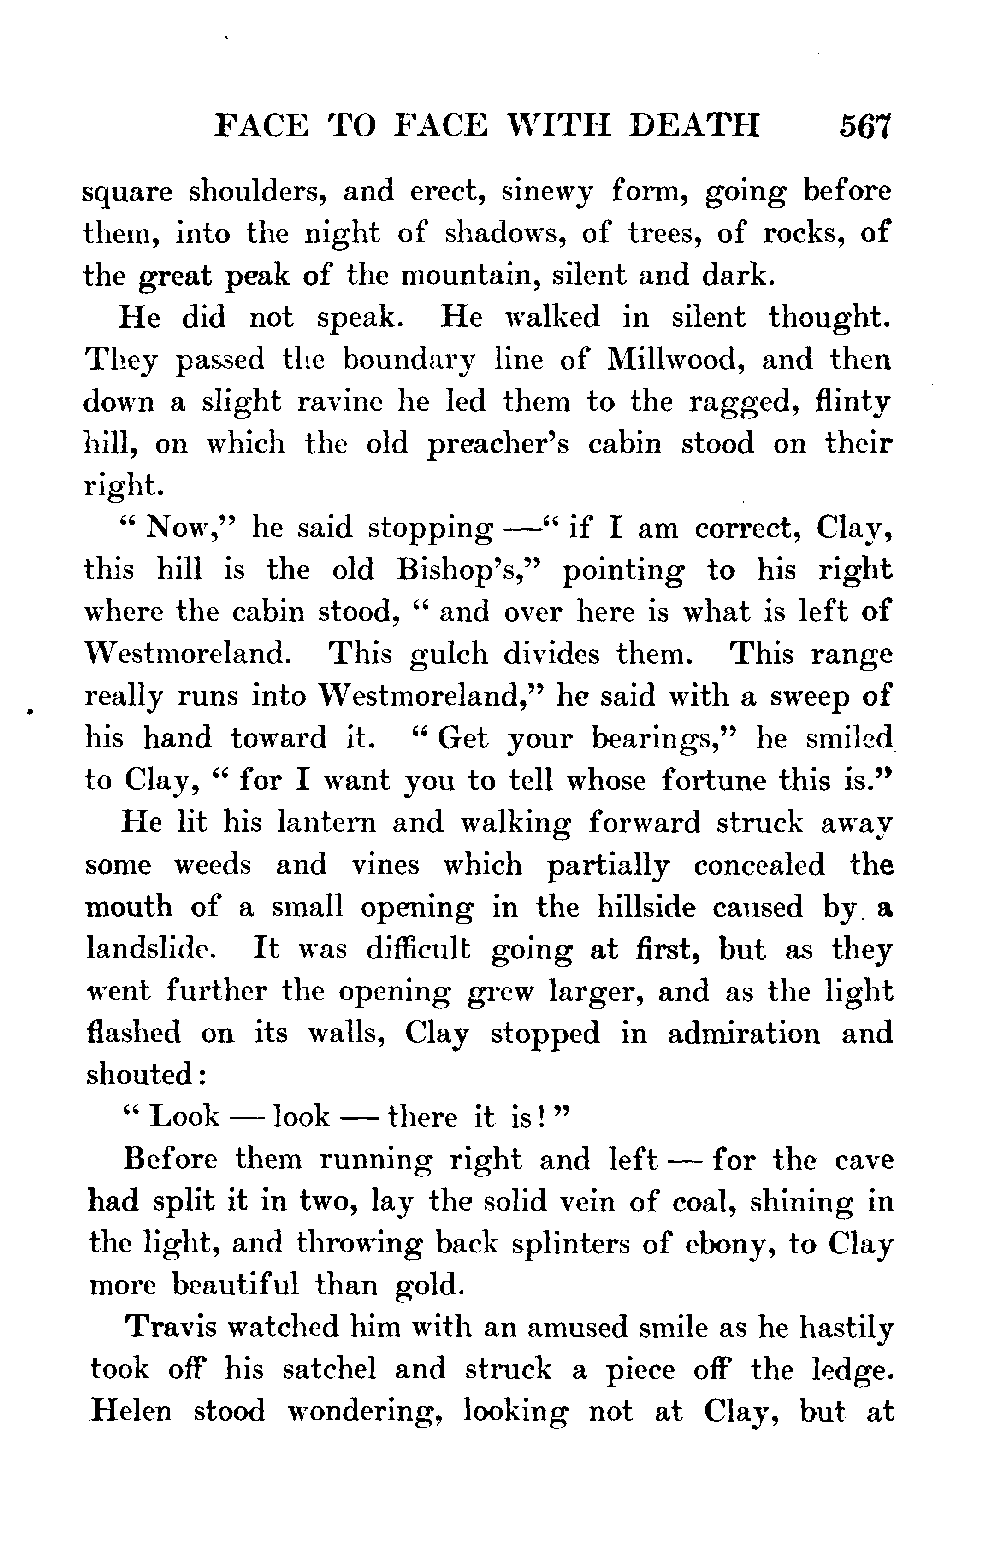 FACE TO FACE WITH DEATH 567
square shoulders, and erect, sinewy form, going before
them, into the night of shadows, of trees, of rocks, of
the great peak of the mountain, silent and dark.
He did not speak. He walked in silent thought.
They passed the boundary line of Millwood, and then
down a slight ravine he led them to the ragged, flinty
hill, on which the old preacher's cabin stood on their
right.
“ Now,” he said stopping —“ if I am correct, Clay,
this hill is the old Bishop's,” pointing to his right
where the cabin stood, “ and over here is what is left of
Westmoreland. This gulch divides them. This range
really runs into Westmoreland,” he said with a sweep of
his hand toward it. “ Get your bearings,” he smiled
to Clay, “ for I want you to tell whose fortune this is.”
He lit his lantern and walking forward struck away
some weeds and vines which partially concealed the
mouth of a small opening in the hillside caused by a
landslide. It was difficult going at first, but as they
went further the opening grew larger, and as the light
flashed on its walls, Clay stopped in admiration and
shouted:
“ Look — look — there it is! ”
Before them running right and left — for the cave
had split it in two, lay the solid vein of coal, shining in
the light, and throwing back splinters of ebony, to Clay
more beautiful than gold.
Travis watched him with an amused smile as he hastily
took off his satchel and struck a piece off the ledge.
Helen stood wondering, looking not at Clay, but at